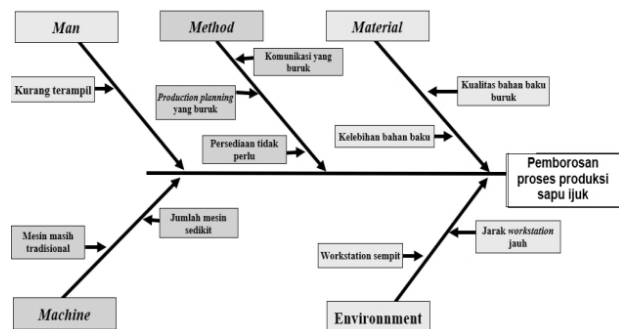 Man
Method
Material
Komunikasi yang
buruk
Kurang terampil
Production planning
yang buruk
Kualitas bahan baku
buruk
Persediaan tidak
perlu
Kelebihan bahan baku
Pemborosan
proses produksi
sapu ijuk
Jumlah mesin
sedikit
Mesin masih
tradisional
Jarak workstation
jauh
Workstation sempit
Machine
Environnment